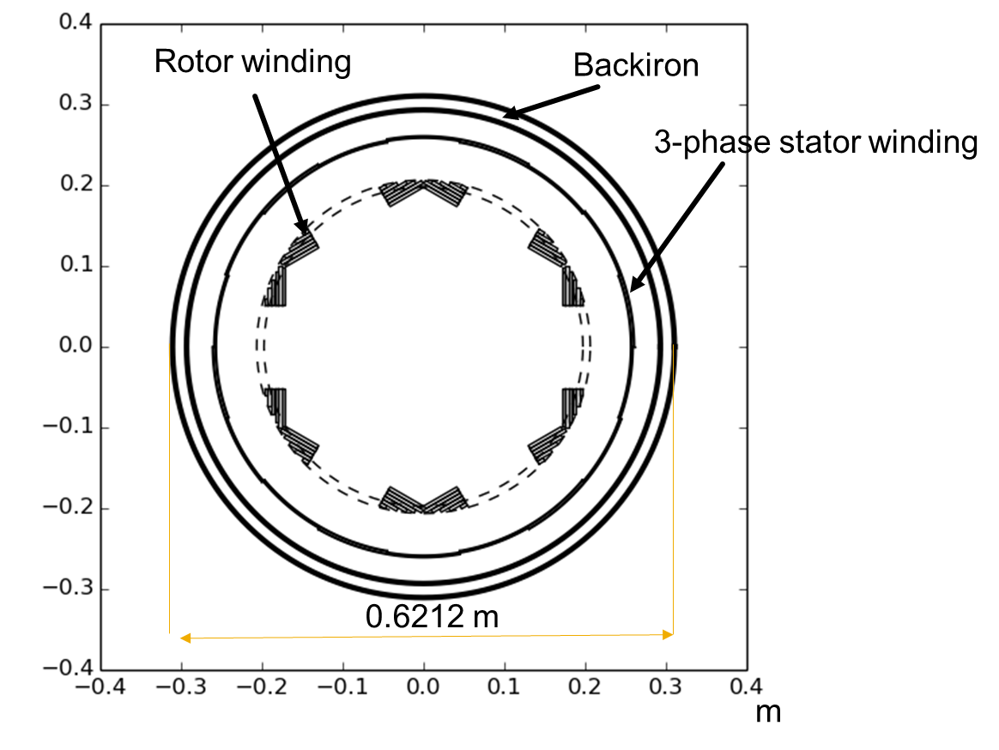 0.4
Rotor winding
Backiron
0.3
3-phase stator winding
0.2
0.1
0.0
−0.1
−0.2
−0.3
0.6212 m
−0.4
−0.4 −0.3 −0.2 −0.1 0.0 0.1 0.2 0.3 0.4
m